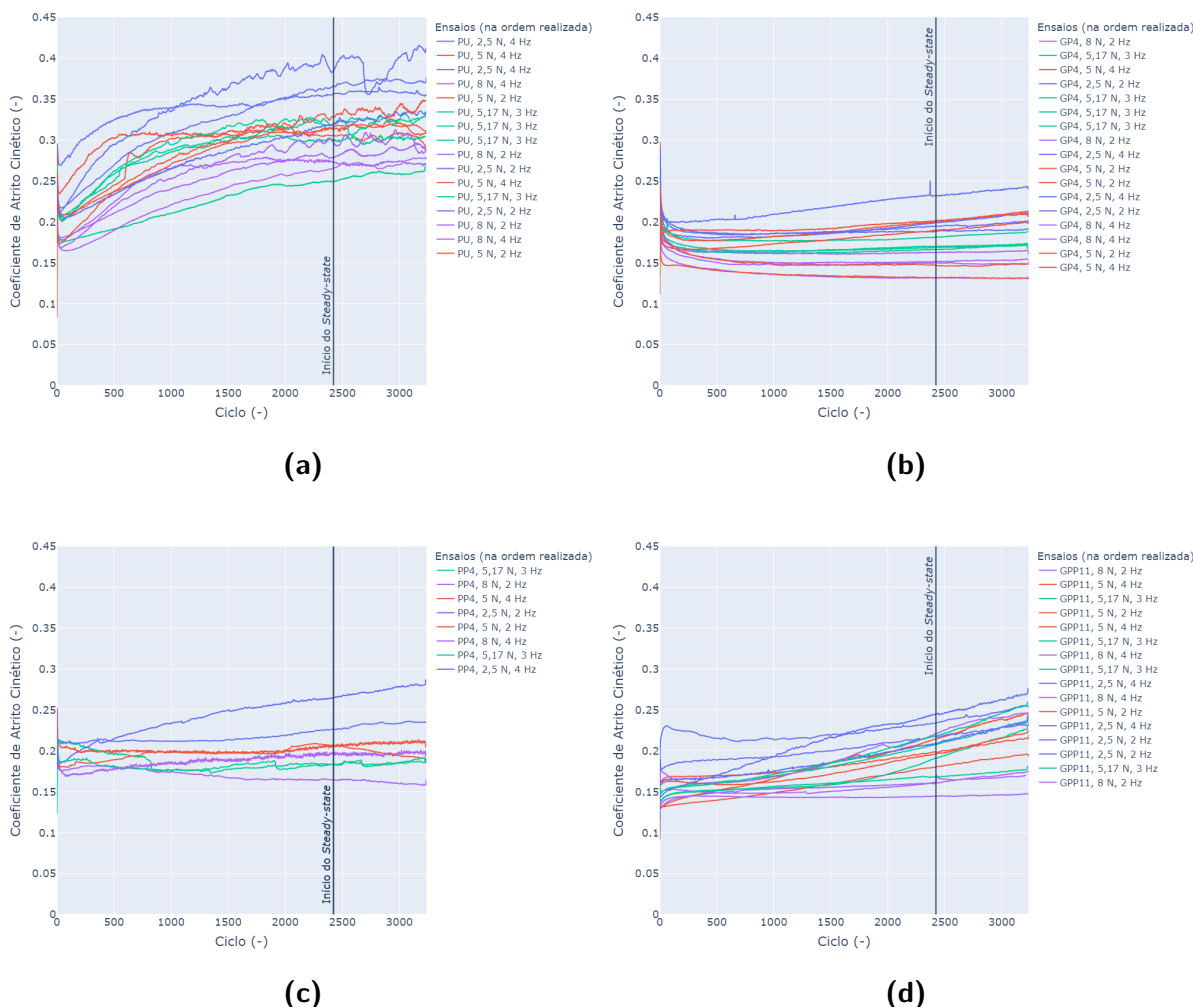 0.45
0.4
0.35
0.3
0.25
0.2
0.15
0.1
0.05
0
Coeficiente de Atrito Cinético (-)
0
500
1000
1500
2000
2500
3000
Ciclo (-)
Início do Steady-state
Ensaios (na ordem realizada)
PU, 2,5 N, 4 Hz
PU, 5 N, 4 Hz
PU, 2,5 N, 4 Hz
PU, 8 N, 4 Hz
PU, 5 N, 2 Hz
PU, 5,17 N, 3 Hz
PU, 5,17 N, 3 Hz
PU, 5,17 N, 3 Hz
PU, 8 N, 2 Hz
PU, 2,5 N, 2 Hz
PU, 5 N, 4 Hz
PU, 5,17 N, 3 Hz
PU, 2,5 N, 2 Hz
PU, 8 N, 2 Hz
PU, 8 N, 4 Hz
PU, 5 N, 2 Hz
(a)
0.45
0.4
0.35
0.3
0.25
0.2
0.15
0.1
0.05
0
Coeficiente de Atrito Cinético (-)
0
500
1000
1500
2000
2500
3000
Ciclo (-)
Início do Steady-state
Ensaios (na ordem realizada)
GP4, 8 N, 2 Hz
GP4, 5,17 N, 3 Hz
GP4, 5 N, 4 Hz
GP4, 2,5 N, 2 Hz
GP4, 5,17 N, 3 Hz
GP4, 5,17 N, 3 Hz
GP4, 5,17 N, 3 Hz
GP4, 8 N, 2 Hz
GP4, 2,5 N, 4 Hz
GP4, 5 N, 2 Hz
GP4, 5 N, 2 Hz
GP4, 2,5 N, 4 Hz
GP4, 2,5 N, 2 Hz
GP4, 8 N, 4 Hz
GP4, 8 N, 4 Hz
GP4, 5 N, 2 Hz
GP4, 5 N, 4 Hz
(b)
0.45
0.4
0.35
0.3
0.25
0.2
0.15
0.1
0.05
0
Coeficiente de Atrito Cinético (-)
0
500
1000
1500
2000
2500
3000
Ciclo (-)
Início do Steady-state
Ensaios (na ordem realizada)
PP4, 5,17 N, 3 Hz
PP4, 8 N, 2 Hz
PP4, 5 N, 4 Hz
PP4, 2,5 N, 2 Hz
PP4, 5 N, 2 Hz
PP4, 8 N, 4 Hz
PP4, 5,17 N, 3 Hz
PP4, 2,5 N, 4 Hz
(c)
0.45
0.4
0.35
0.3
0.25
0.2
0.15
0.1
0.05
0
Coeficiente de Atrito Cinético (-)
0
500
1000
1500
2000
2500
3000
Ciclo (-)
Início do Steady-state
Ensaios (na ordem realizada)
GPP11, 8 N, 2 Hz
GPP11, 5 N, 4 Hz
GPP11, 5,17 N, 3 Hz
GPP11, 5 N, 2 Hz
GPP11, 5 N, 4 Hz
GPP11, 5,17 N, 3 Hz
GPP11, 8 N, 4 Hz
GPP11, 5,17 N, 3 Hz
GPP11, 2,5 N, 4 Hz
GPP11, 8 N, 4 Hz
GPP11, 5 N, 2 Hz
GPP11, 2,5 N, 4 Hz
GPP11, 2,5 N, 2 Hz
GPP11, 2,5 N, 2 Hz
GPP11, 5,17 N, 3 Hz
GPP11, 8 N, 2 Hz
(d)